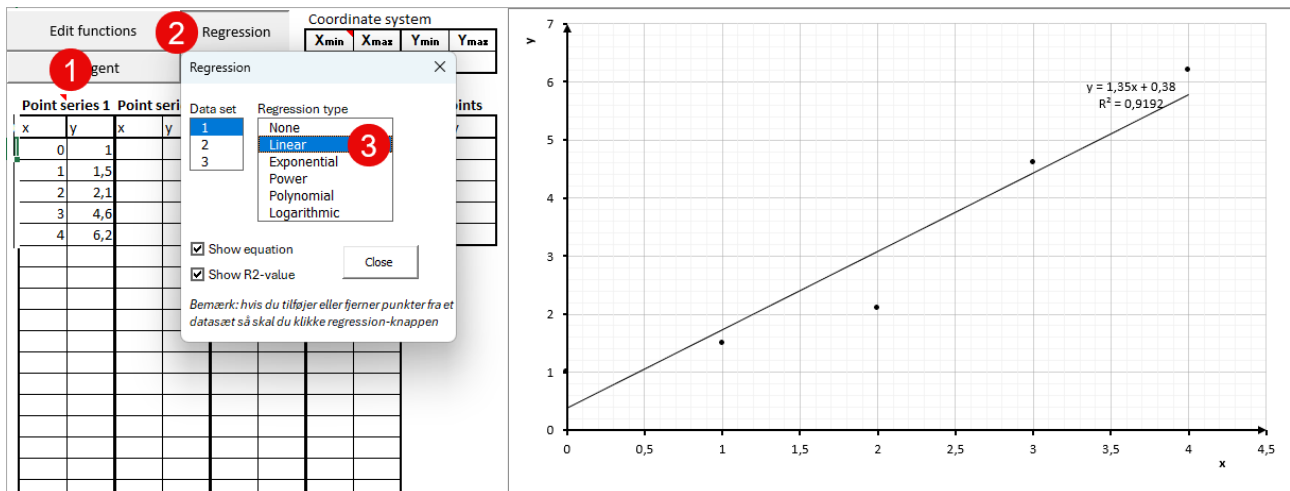 Edit functions
2
Regression
Coordinate system
Xmin Xmax Ymin Ymax
1
gent
Point series 1 Point seri
ints
x y x y
0 1
1 1,5
2 2,1
3 4,6
4 6,2
Regression
Data set
1
2
3
Regression type
None
Linear
Exponential
Power
Polynomial
Logarithmic
3
Show equation
Show R2-value
Close
Bemærk: hvis du tilføjer eller fjerner punkter fra et
datasæt så skal du klikke regression-knappen
y
7
6
5
4
3
2
1
0
y = 1,35x + 0,38
R² = 0,9192
0 0,5 1 1,5 2 2,5 3 3,5 4 4,5
x